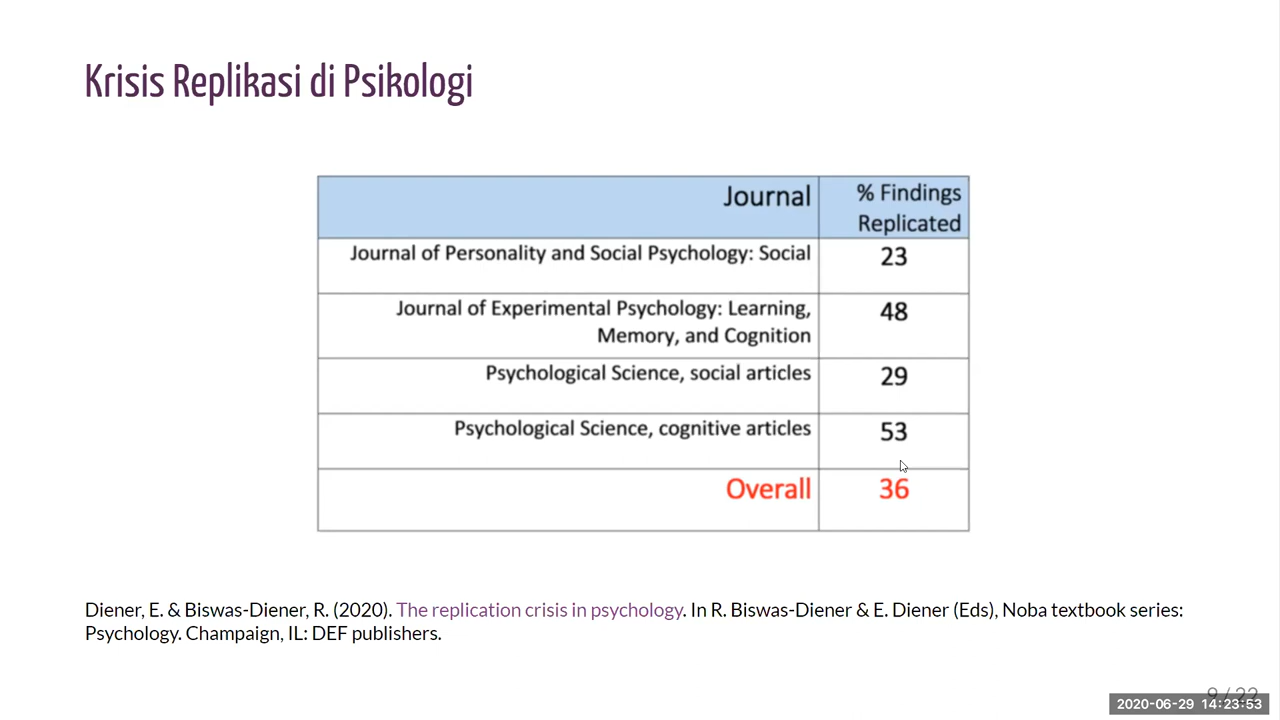 Krisis Replikasi di Psikologi
Journal
% Findings
Replicated
Journal of Personality and Social Psychology: Social
23
Journal of Experimental Psychology: Learning,
Memory, and Cognition
48
Psychological Science, social articles
29
Psychological Science, cognitive articles
53
Overall
36
Diener, E. & Biswas-Diener, R. (2020). The replication crisis in psychology. In R. Biswas-Diener & E. Diener (Eds), Noba textbook series:
Psychology. Champaign, IL: DEF publishers.
9 / 22
2020-06-29 14:23:53